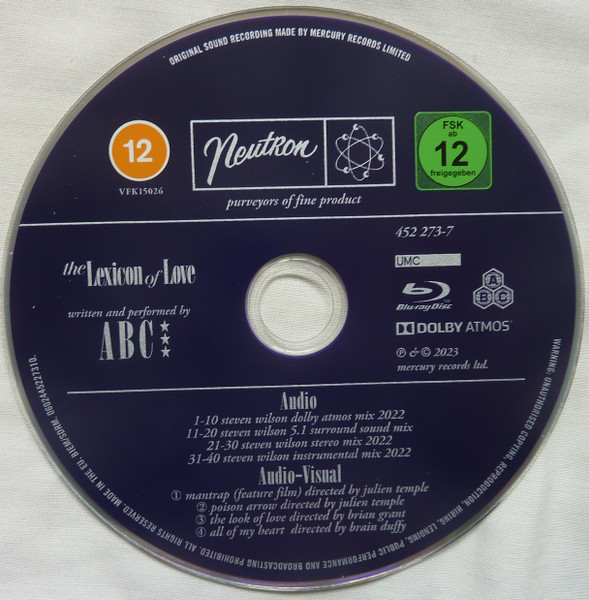 ORIGINAL SOUND RECORDING MADE BY MERCURY RECORDS LIMITED
12
VFK15026
Neutron
purveyors of fine product
FSK
ab
12
freigegeben
the Lexicon of Love
written and performed by
ABC
452 273-7
UMC
Blu-ray Disc
A
B C
DOLBY ATMOS
℗ & © 2023
mercury records ltd.
Audio
1-10 steven wilson dolby atmos mix 2022
11-20 steven wilson 5.1 surround sound mix
21-30 steven wilson stereo mix 2022
31-40 steven wilson instrumental mix 2022
Audio-Visual
① mantrap (feature film) directed by julien temple
② poison arrow directed by julien temple
③ the look of love directed by brian grant
④ all of my heart directed by brain duffy
WARNING. UNAUTHORISED COPYING, REPRODUCTION, HIRING, LENDING, PUBLIC PERFORMANCE AND BROADCASTING PROHIBITED. ALL RIGHTS RESERVED. MADE IN THE EU. BIEM/SDRM. 0602445227310.